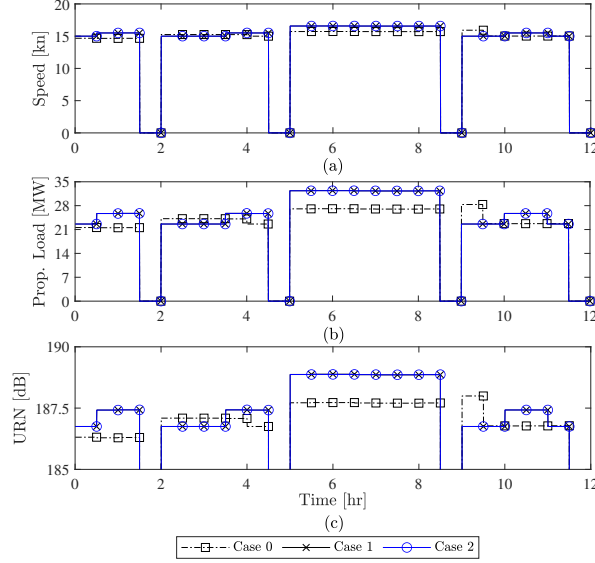 20
15
10
5
0
Speed [kn]
0 2 4 6 8 10 12
(a)
35
28
21
14
7
0
Prop. Load [MW]
0 2 4 6 8 10 12
(b)
190
187.5
185
URN [dB]
0 2 4 6 8 10 12
Time [hr]
(c)
Case 0 Case 1 Case 2